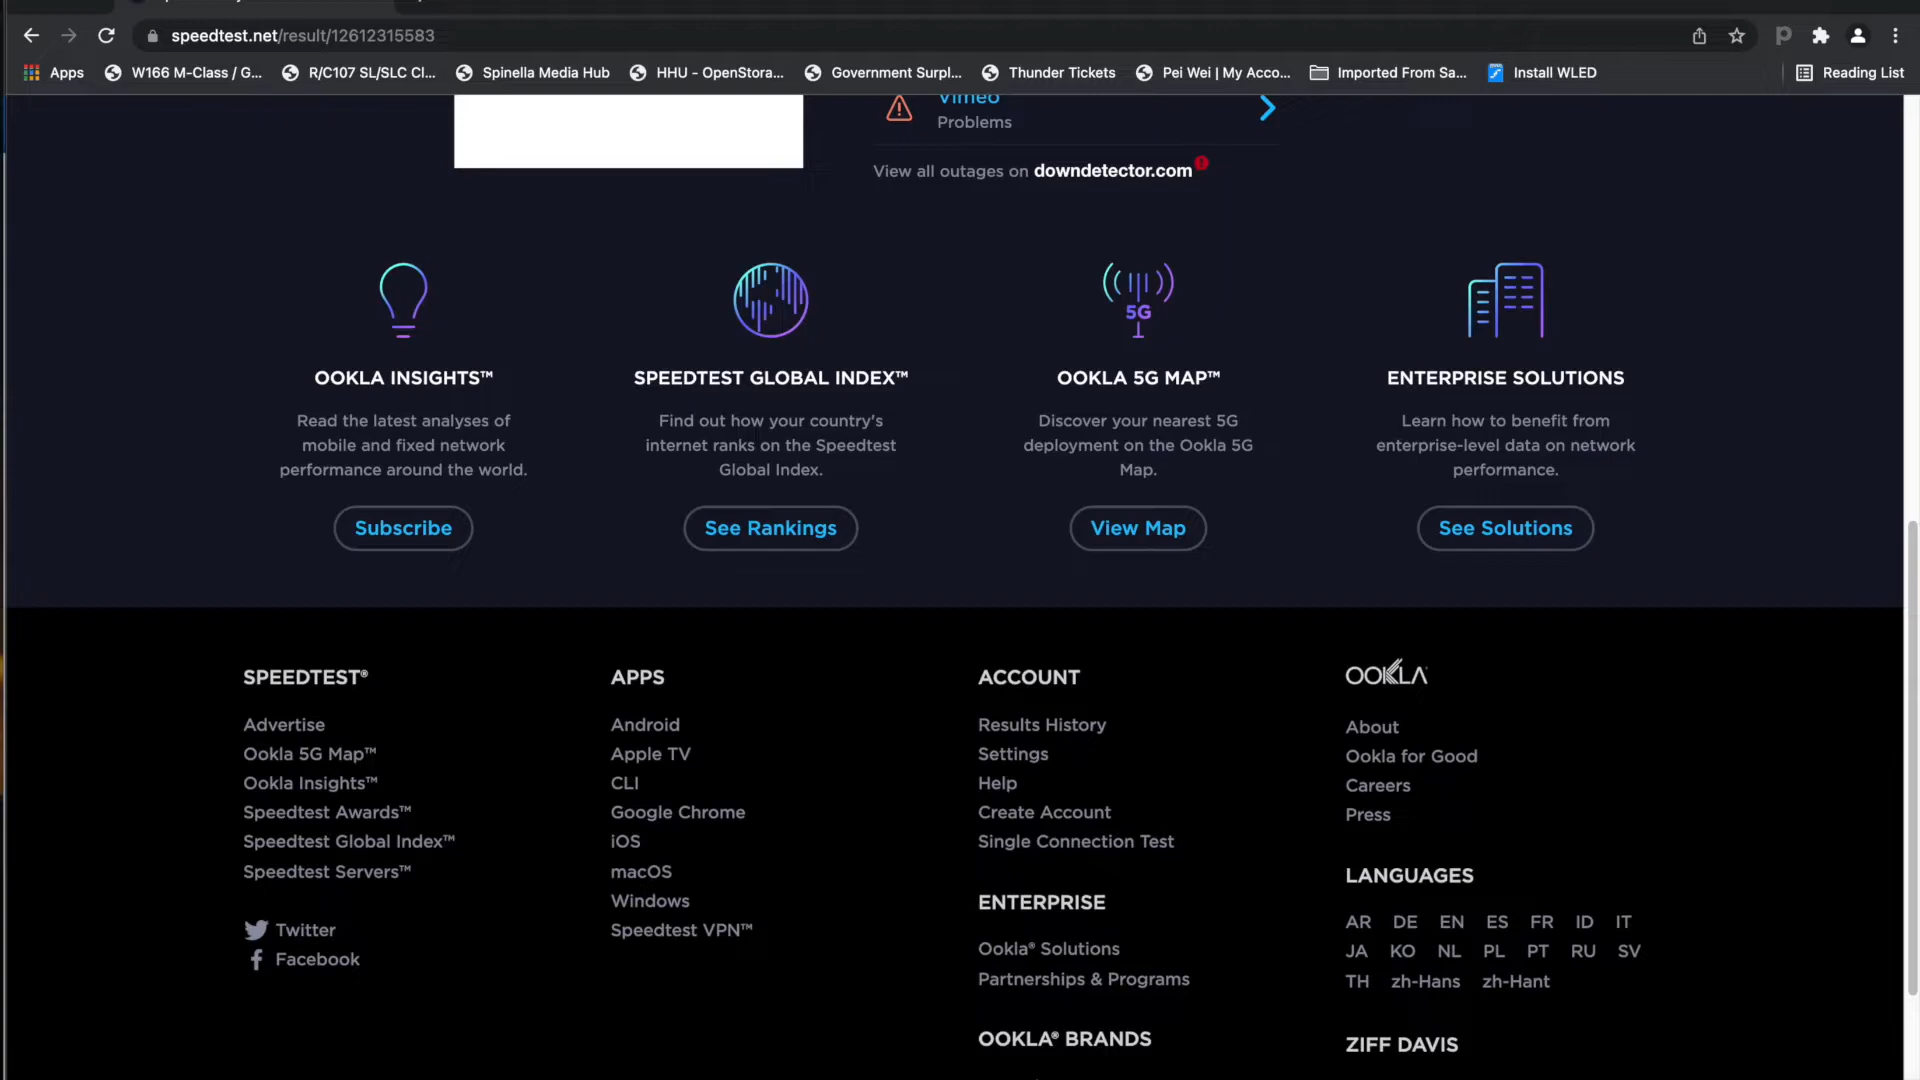 speedtest.net/result/12612315583
Apps W166 M-Class / G... R/C107 SL/SLC Cl... Spinella Media Hub HHU - OpenStora... Government Surpl... Thunder Tickets Pei Wei | My Acco... Imported From Sa... Install WLED Reading List
Vimeo
Problems
View all outages on downdetector.com
5G
OOKLA INSIGHTS™
Read the latest analyses of
mobile and fixed network
performance around the world.
Subscribe
SPEEDTEST GLOBAL INDEX™
Find out how your country's
internet ranks on the Speedtest
Global Index.
See Rankings
OOKLA 5G MAP™
Discover your nearest 5G
deployment on the Ookla 5G
Map.
View Map
ENTERPRISE SOLUTIONS
Learn how to benefit from
enterprise-level data on network
performance.
See Solutions
SPEEDTEST®
Advertise
Ookla 5G Map™
Ookla Insights™
Speedtest Awards™
Speedtest Global Index™
Speedtest Servers™
Twitter
Facebook
APPS
Android
Apple TV
CLI
Google Chrome
iOS
macOS
Windows
Speedtest VPN™
ACCOUNT
Results History
Settings
Help
Create Account
Single Connection Test
ENTERPRISE
Ookla® Solutions
Partnerships & Programs
OOKLA® BRANDS
OOKLA
About
Ookla for Good
Careers
Press
LANGUAGES
AR DE EN ES FR ID IT
JA KO NL PL PT RU SV
TH zh-Hans zh-Hant
ZIFF DAVIS